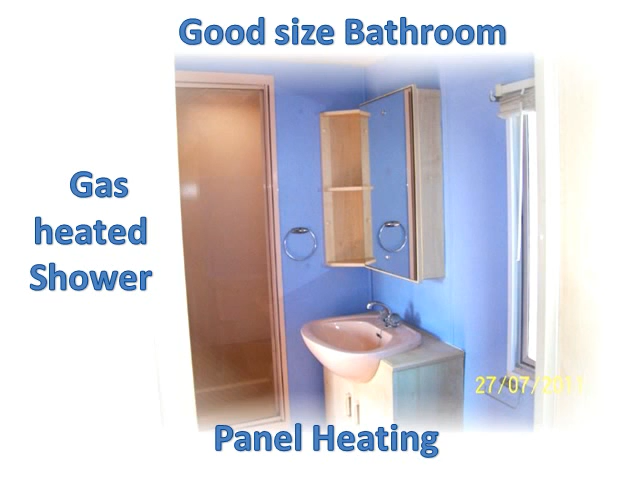 Good size Bathroom
Gas
heated
Shower
27/07/2011
Panel Heating